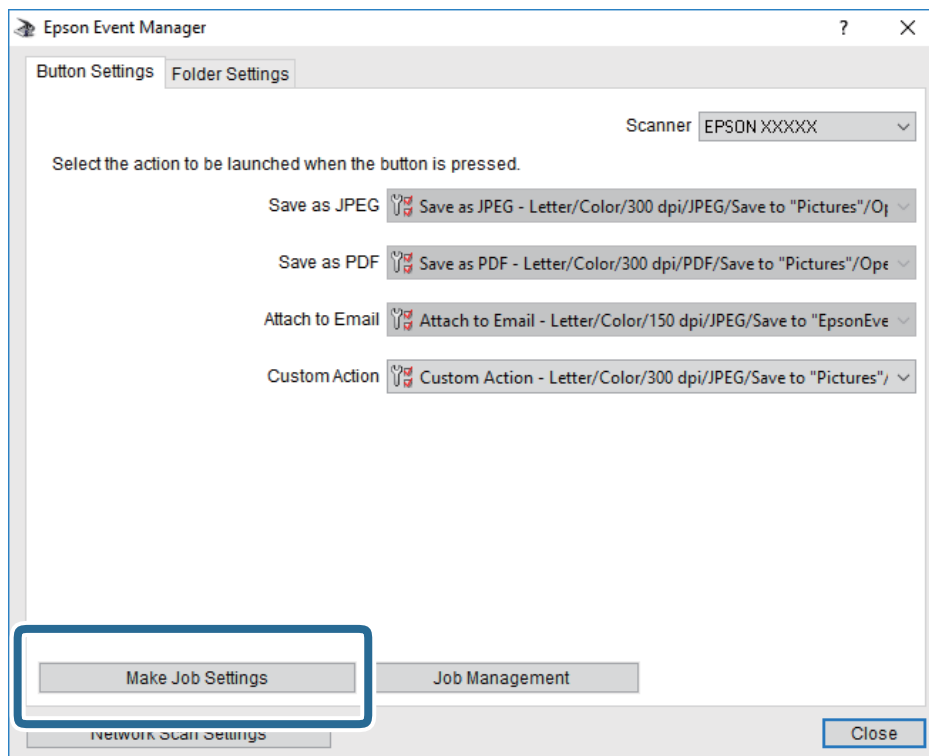 Epson Event Manager
Button Settings Folder Settings
Scanner EPSON XXXXX
Select the action to be launched when the button is pressed.
Save as JPEG Save as JPEG - Letter/Color/300 dpi/JPEG/Save to "Pictures"/Op
Save as PDF Save as PDF - Letter/Color/300 dpi/PDF/Save to "Pictures"/Ope
Attach to Email Attach to Email - Letter/Color/150 dpi/JPEG/Save to "EpsonEve
Custom Action Custom Action - Letter/Color/300 dpi/JPEG/Save to "Pictures"/
Make Job Settings Job Management
Network Scan Settings Close